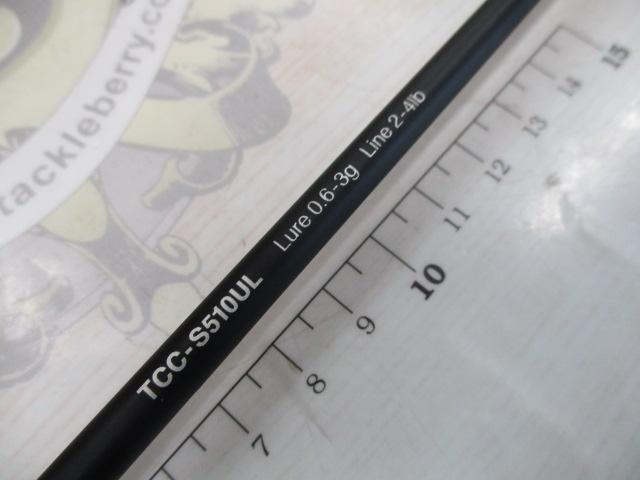 tackleberry.co
TCC-S510UL Lure 0.6-3g Line 2-4lb
7 8 9 10 11 12 13 14 15